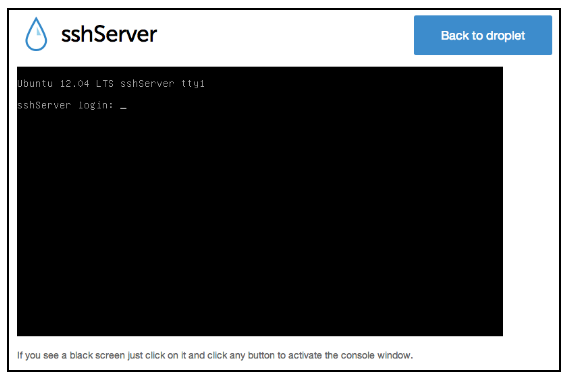 sshServer
Back to droplet
Ubuntu 12.04 LTS sshServer tty1
sshServer login: _
If you see a black screen just click on it and click any button to activate the console window.